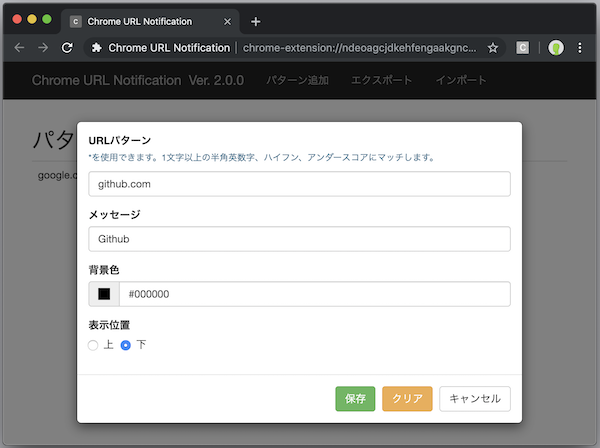 C Chrome URL Notification
Chrome URL Notification | chrome-extension://ndeoagcjdkehfengaakgnc... C
Chrome URL Notification Ver. 2.0.0 パターン追加 エクスポート インポート
パタ
google.c
URLパターン
*を使用できます。1文字以上の半角英数字、ハイフン、アンダースコアにマッチします。
github.com
メッセージ
Github
背景色
#000000
表示位置
上 下
保存 クリア キャンセル